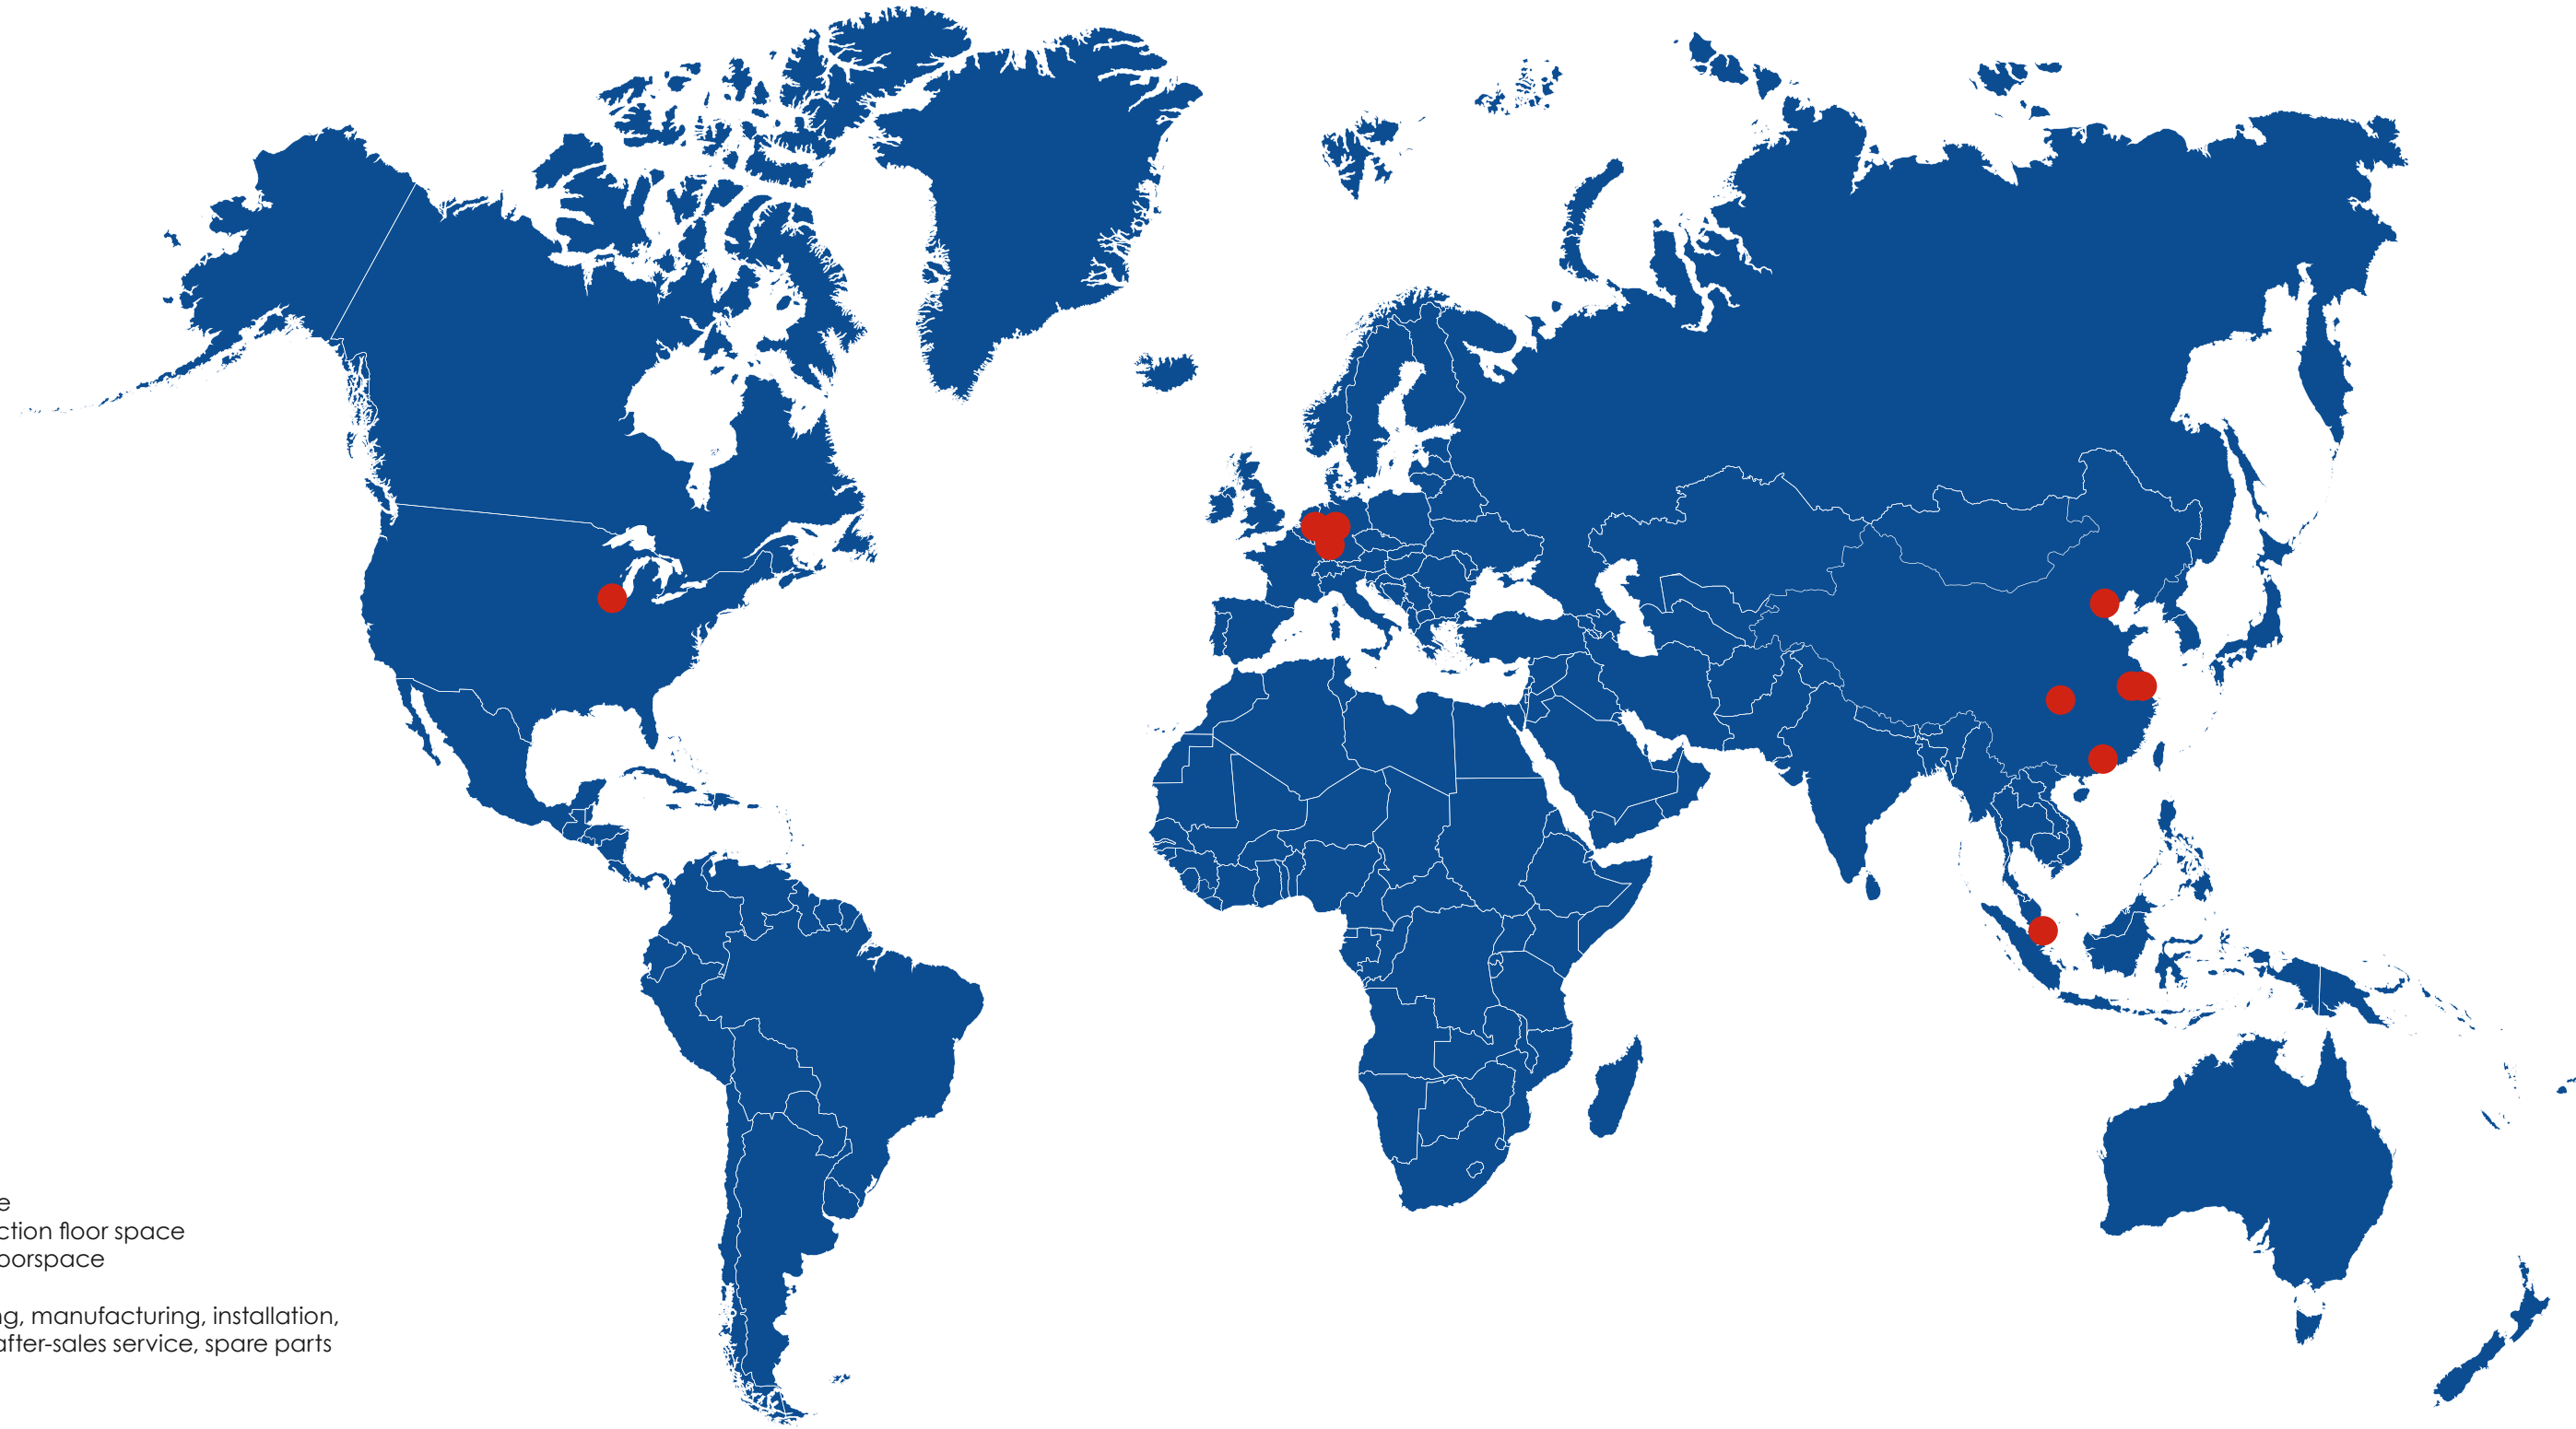 e
ction floor space
oorspace
ng, manufacturing, installation,
after-sales service, spare parts